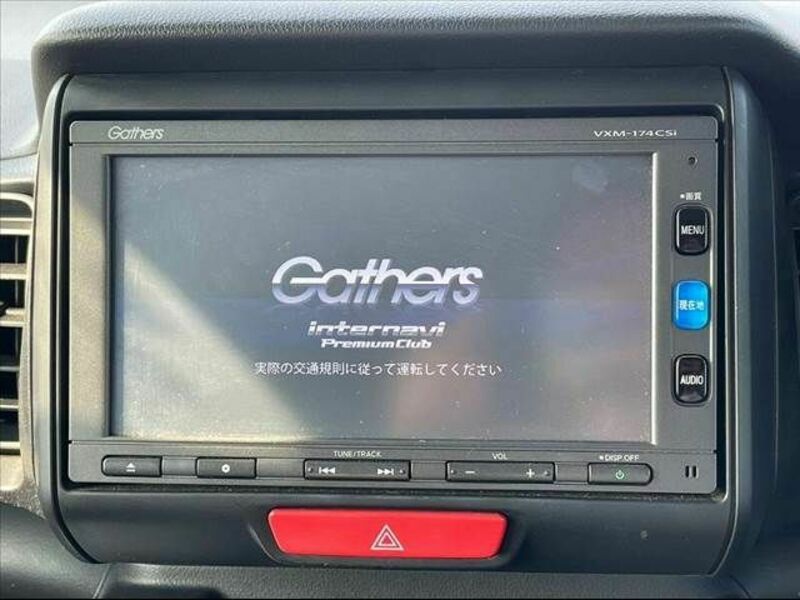 Gathers
VXM-174CSi
*画質
MENU
Gathers
現在地
internavi
Premium Club
実際の交通規則に従って運転してください
AUDIO
TUNE/TRACK
VOL
*DISP OFF